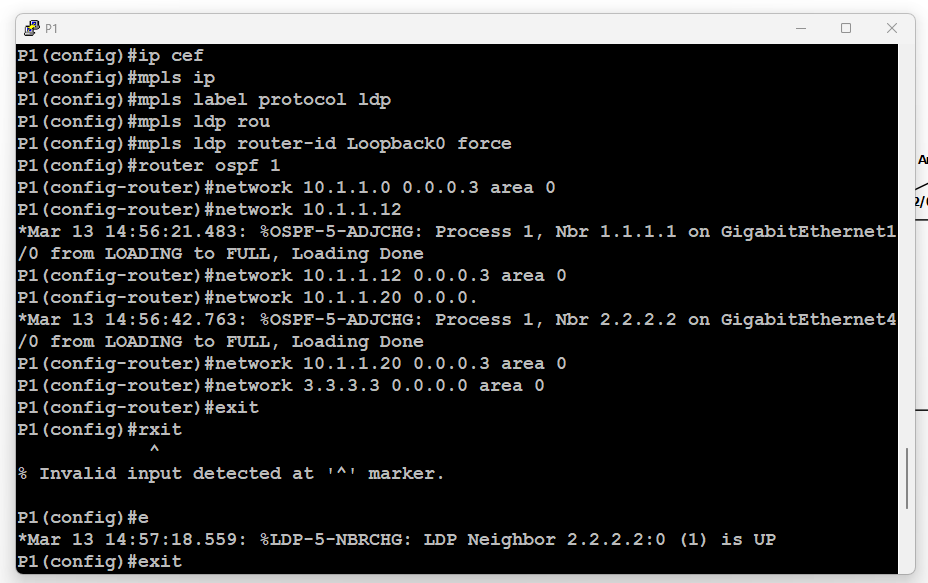 P1
P1(config)#ip cef
P1(config)#mpls ip
P1(config)#mpls label protocol ldp
P1(config)#mpls ldp rou
P1(config)#mpls ldp router-id Loopback0 force
P1(config)#router ospf 1
P1(config-router)#network 10.1.1.0 0.0.0.3 area 0
P1(config-router)#network 10.1.1.12
*Mar 13 14:56:21.483: %OSPF-5-ADJCHG: Process 1, Nbr 1.1.1.1 on GigabitEthernet1
/0 from LOADING to FULL, Loading Done
P1(config-router)#network 10.1.1.12 0.0.0.3 area 0
P1(config-router)#network 10.1.1.20 0.0.0.
*Mar 13 14:56:42.763: %OSPF-5-ADJCHG: Process 1, Nbr 2.2.2.2 on GigabitEthernet4
/0 from LOADING to FULL, Loading Done
P1(config-router)#network 10.1.1.20 0.0.0.3 area 0
P1(config-router)#network 3.3.3.3 0.0.0.0 area 0
P1(config-router)#exit
P1(config)#rxit
^
% Invalid input detected at '^' marker.
P1(config)#e
*Mar 13 14:57:18.559: %LDP-5-NBRCHG: LDP Neighbor 2.2.2.2:0 (1) is UP
P1(config)#exit